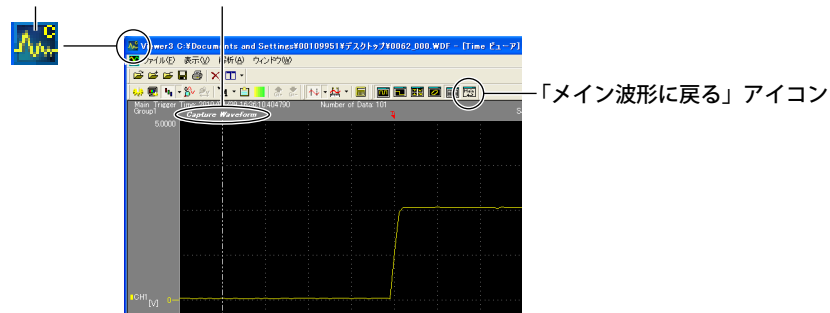 C
Viewer3 C:¥Documents and Settings¥00109951¥デスクトップ¥0062_000.WDF - [Time ビューア]
ファイル(F) 表示(V) 解析(A) ウィンドウ(W)
「メイン波形に戻る」アイコン
Main Trigger Time: Number of Data: 101
Group1 Capture Waveform
5.0000
CH1
[V] 0